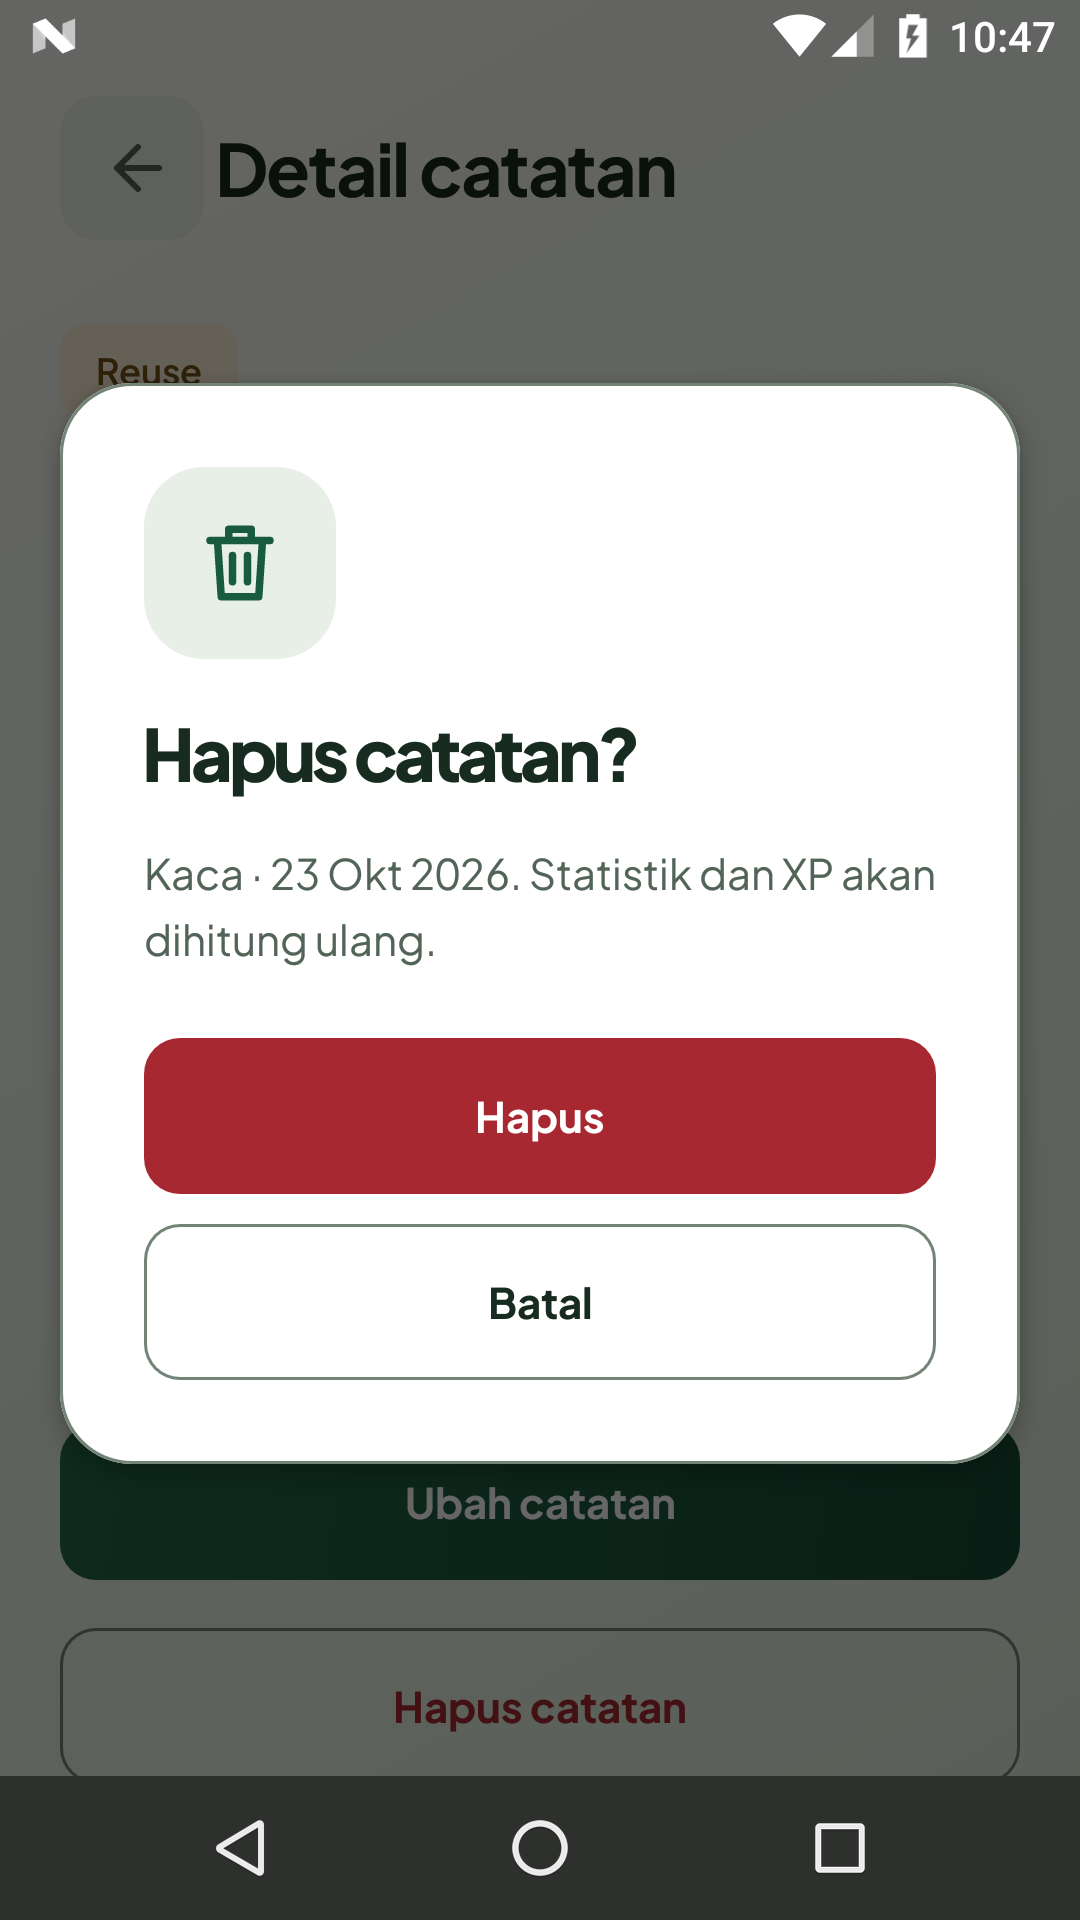 10:47
Detail catatan
Reuse
Hapus catatan?
Kaca · 23 Okt 2026. Statistik dan XP akan
dihitung ulang.
Hapus
Batal
Ubah catatan
Hapus catatan